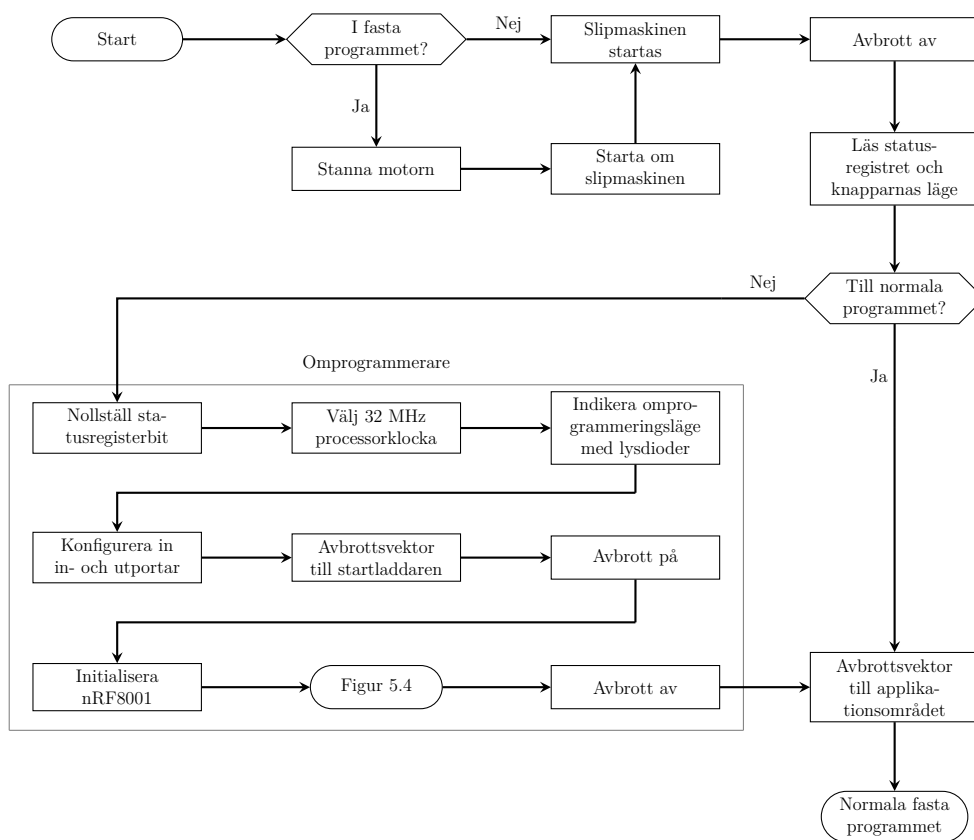 Start
I fasta
programmet?
Nej
Slipmaskinen
startas
Avbrott av
Ja
Stanna motorn
Starta om
slipmaskinen
Läs status-
registret och
knapparnas läge
Till normala
programmet?
Nej
Ja
Omprogrammerare
Nollställ sta-
tusregisterbit
Välj 32 MHz
processorklocka
Indikera ompro-
grammeringsläge
med lysdioder
Konfigurera in
in- och utportar
Avbrottsvektor
till startladdaren
Avbrott på
Initialisera
nRF8001
Figur 5.4
Avbrott av
Avbrottsvektor
till applika-
tionsområdet
Normala fasta
programmet